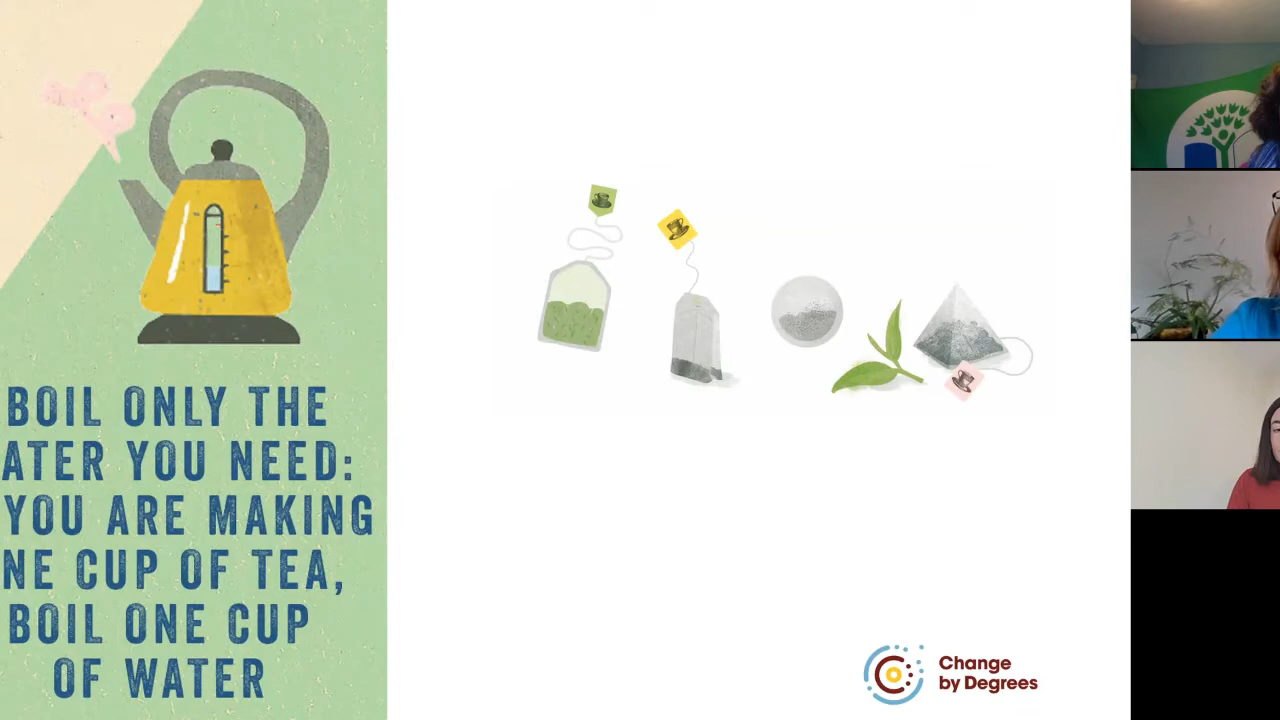 BOIL ONLY THE
ATER YOU NEED:
YOU ARE MAKING
NE CUP OF TEA,
BOIL ONE CUP
OF WATER
Change
by Degrees